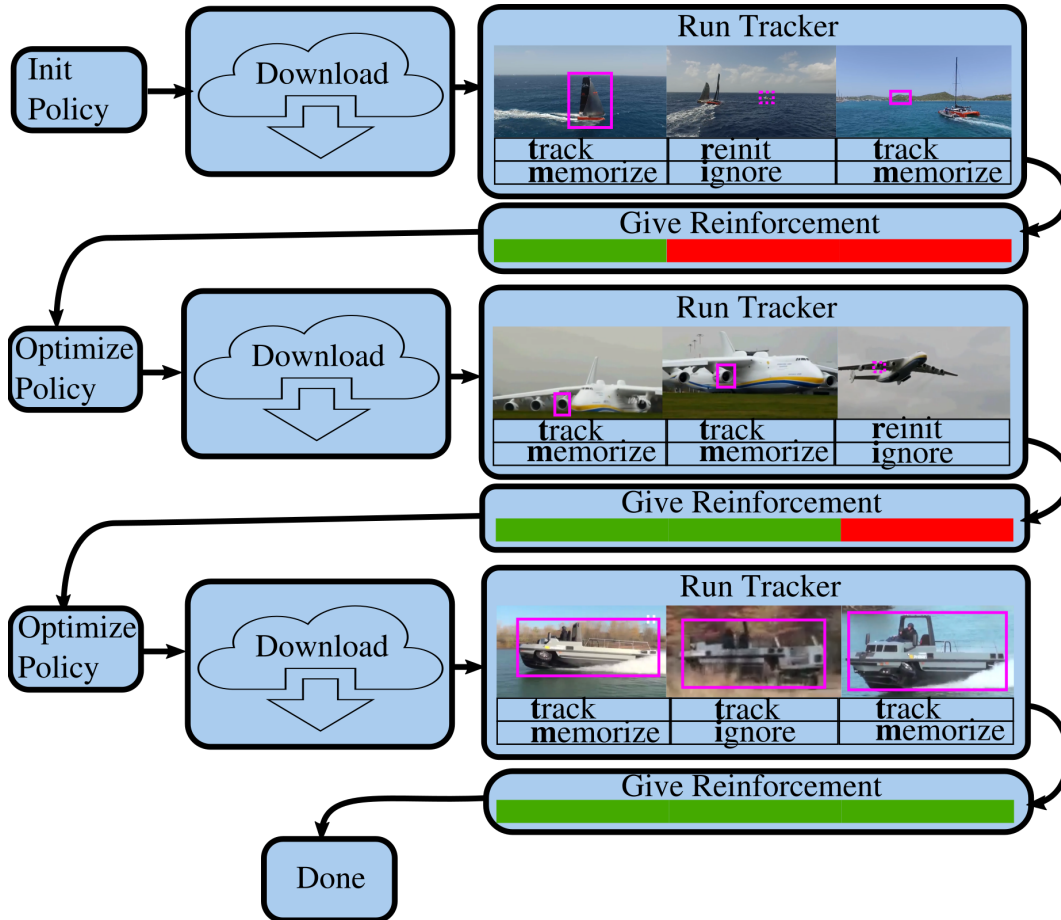 Init
Policy
Download
Run Tracker
track
memorize
reinit
ignore
track
memorize
Give Reinforcement
Optimize
Policy
Download
Run Tracker
track
memorize
track
memorize
reinit
ignore
Give Reinforcement
Optimize
Policy
Download
Run Tracker
track
memorize
track
ignore
track
memorize
Give Reinforcement
Done